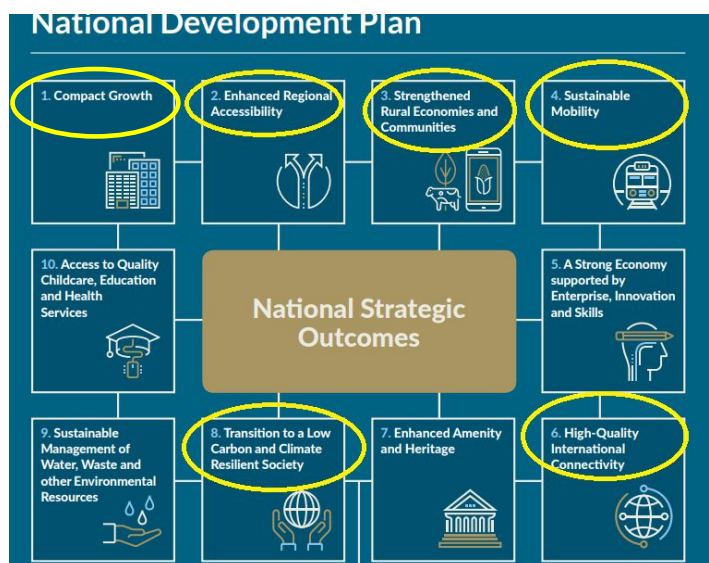 National Development Plan
1. Compact Growth
2. Enhanced Regional
Accessibility
3. Strengthened
Rural Economies and
Communities
4. Sustainable
Mobility
10. Access to Quality
Childcare, Education
and Health
Services
National Strategic
Outcomes
5. A Strong Economy
supported by
Enterprise, Innovation
and Skills
9. Sustainable
Management of
Water, Waste and
other Environmental
Resources
8. Transition to a Low
Carbon and Climate
Resilient Society
7. Enhanced Amenity
and Heritage
6. High-Quality
International
Connectivity